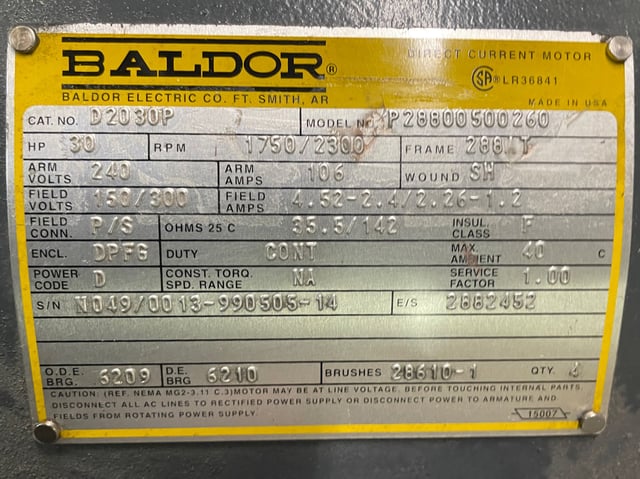 BALDOR®
DIRECT CURRENT MOTOR
SA® LR36841
BALDOR ELECTRIC CO. FT. SMITH, AR
MADE IN USA
CAT. NO. D2030P MODEL NO. P28800500260
HP 30 RPM 1750/2300 FRAME 288AT
ARM VOLTS 240 ARM AMPS 106 WOUND SH
FIELD VOLTS 150/300 FIELD AMPS 4.52-2.4/2.26-1.2
FIELD CONN. P/S OHMS 25 C 35.5/142 INSUL. CLASS F
ENCL. DPFG DUTY CONT MAX. AMBIENT 40 C
POWER CODE D CONST. TORQ. SPD. RANGE NA SERVICE FACTOR 1.00
S/N N049/0013-990505-14 E/S 2882452
O.D.E. BRG. 6209 D.E. BRG 6210 BRUSHES 28610-1 QTY. 4
CAUTION: (REF. NEMA MG2-3.11 C.3)MOTOR MAY BE AT LINE VOLTAGE. BEFORE TOUCHING INTERNAL PARTS,
DISCONNECT ALL AC LINES TO RECTIFIED POWER SUPPLY OR DISCONNECT POWER TO ARMATURE AND
FIELDS FROM ROTATING POWER SUPPLY.
15007